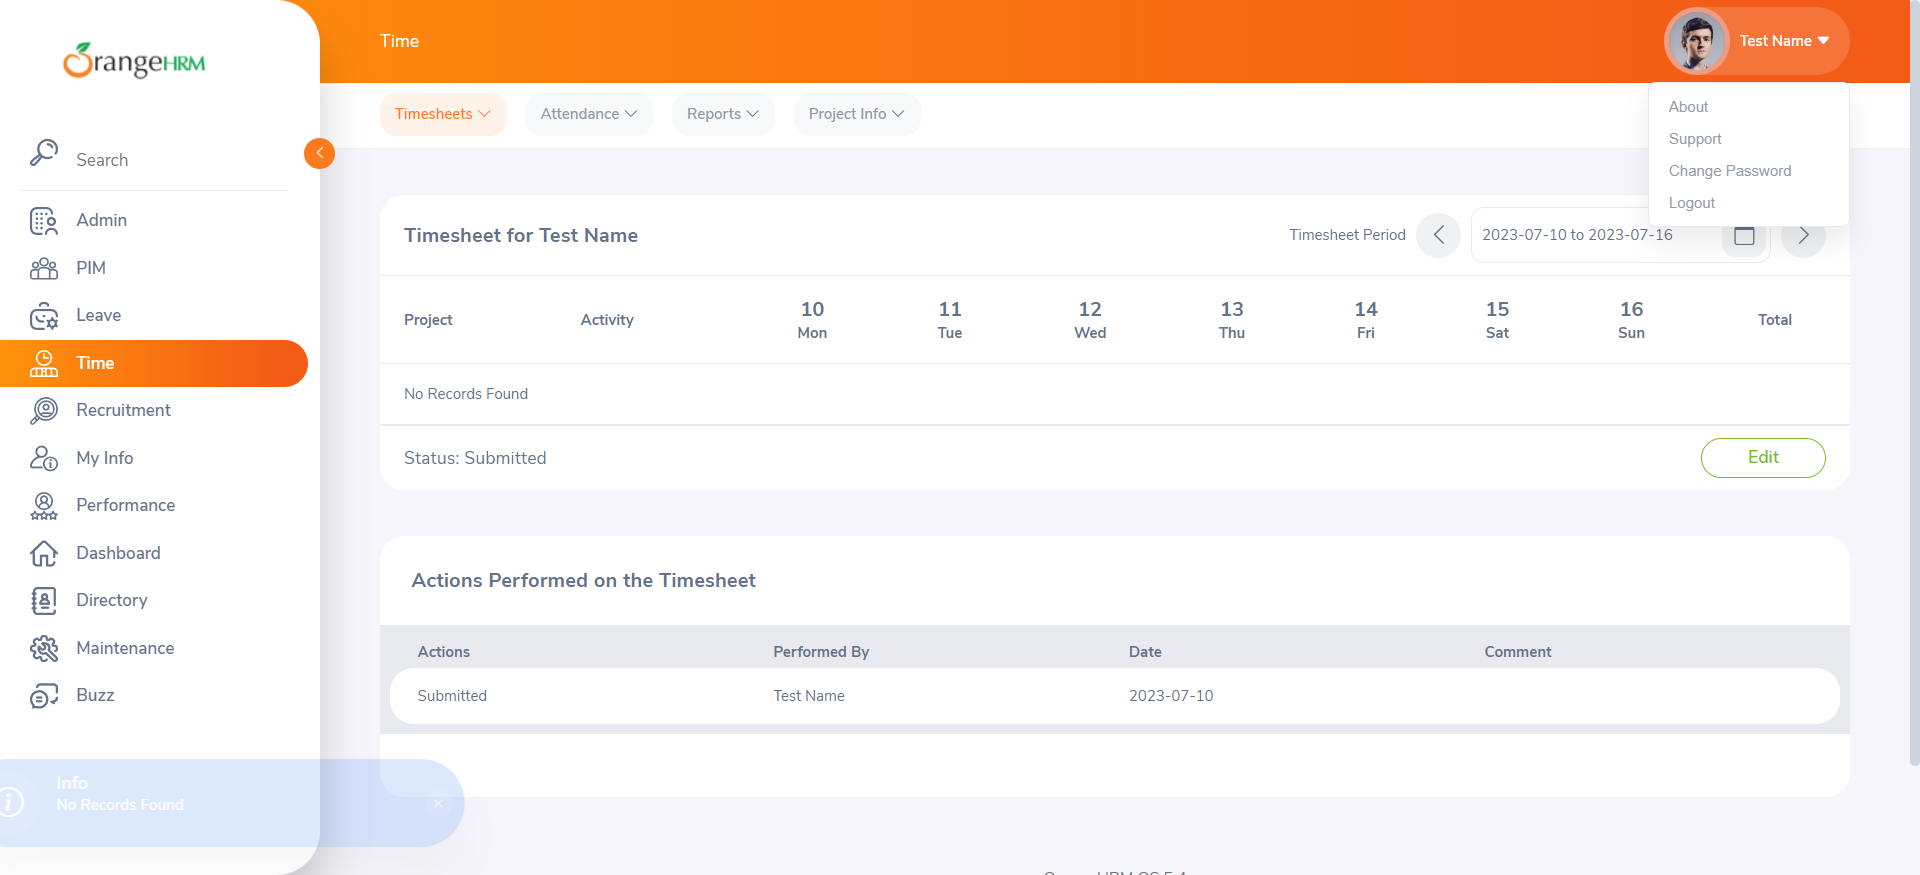 OrangeHRM
Search
Admin
PIM
Leave
Time
Recruitment
My Info
Performance
Dashboard
Directory
Maintenance
Buzz
Info
No Records Found
Time
Test Name
About
Support
Change Password
Logout
Timesheets
Attendance
Reports
Project Info
Timesheet for Test Name
Timesheet Period
2023-07-10 to 2023-07-16
Project Activity 10 Mon 11 Tue 12 Wed 13 Thu 14 Fri 15 Sat 16 Sun Total
No Records Found
Status: Submitted
Edit
Actions Performed on the Timesheet
Actions Performed By Date Comment
Submitted Test Name 2023-07-10